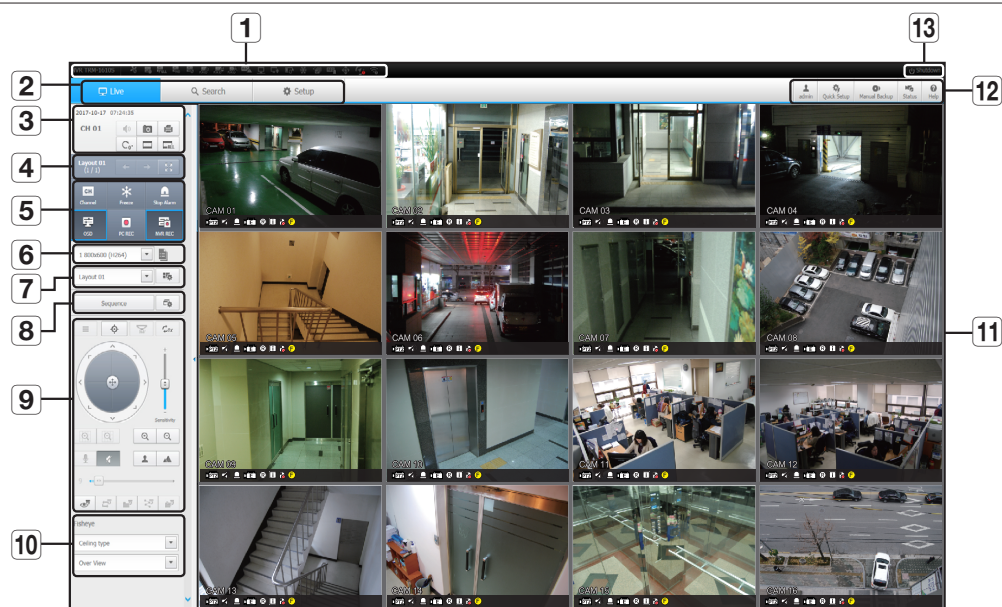 1
13
2
Live
Search
Setup
admin
Quick Setup
Manual Backup
Status
Help
12
3
2017-10-17 07:24:35
CH 01
4
Layout 01
(1 / 1)
5
CH
Channel
Freeze
Stop Alarm
OSD
PC REC
NVR REC
6
1 800x600 (H264)
7
Layout 01
8
Sequence
9
Sensitivity
10
Fisheye
Ceiling type
Over View
11
CAM 01
CAM 02
CAM 03
CAM 04
CAM 05
CAM 06
CAM 07
CAM 08
CAM 09
CAM 10
CAM 11
CAM 12
CAM 13
CAM 14
CAM 15
CAM 16